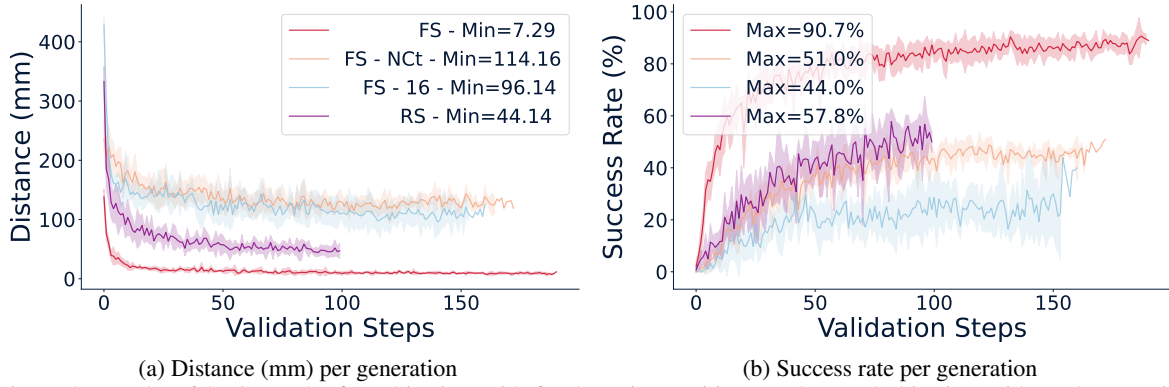 FS - Min=7.29
FS - NCt - Min=114.16
FS - 16 - Min=96.14
RS - Min=44.14
Distance (mm)
400
300
200
100
0
0 50 100 150
Validation Steps
(a) Distance (mm) per generation
Max=90.7%
Max=51.0%
Max=44.0%
Max=57.8%
Success Rate (%)
100
80
60
40
20
0
0 50 100 150
Validation Steps
(b) Success rate per generation